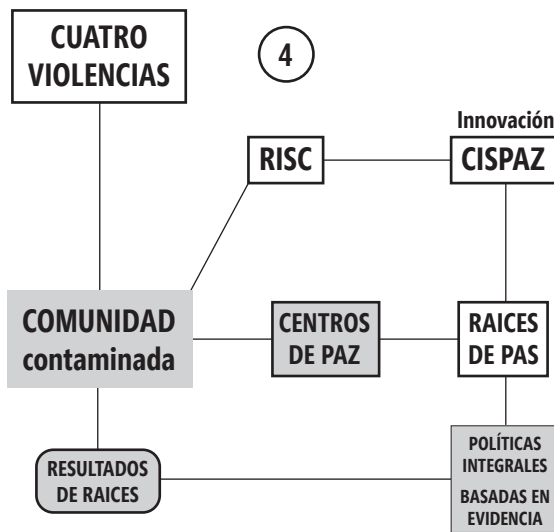 CUATRO
VIOLENCIAS
4
Innovación
RISC
CISPAZ
COMUNIDAD
contaminada
CENTROS
DE PAZ
RAICES
DE PAS
RESULTADOS
DE RAICES
POLÍTICAS
INTEGRALES
BASADAS EN
EVIDENCIA